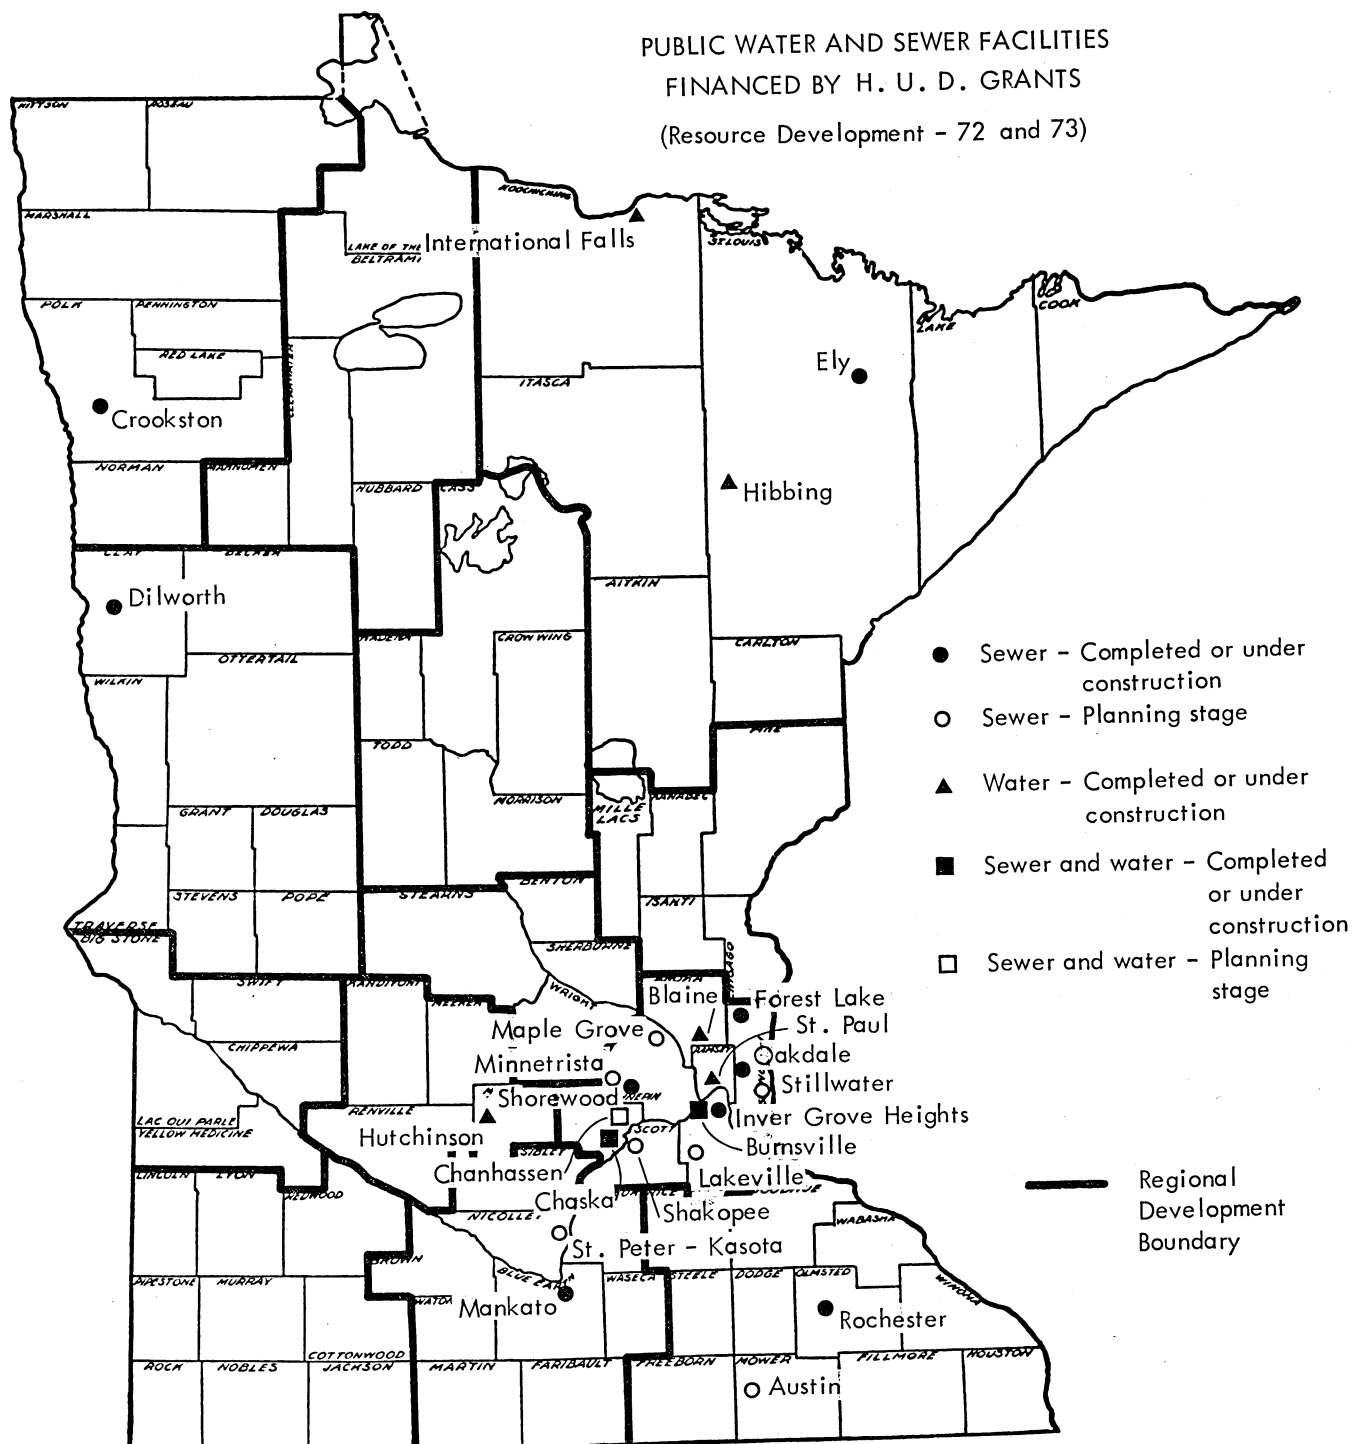 PUBLIC WATER AND SEWER FACILITIES
FINANCED BY H. U. D. GRANTS
(Resource Development - 72 and 73)
KITTSON
ROSEAU
MARSHALL
KOOCHICHING
International Falls
LAKE OF THE
BELTRAMI
ST. LOUIS
POLK
PENNINGTON
RED LAKE
CLEARWATER
LAKE
COOK
Ely
ITASCA
Crookston
NORMAN
MAHNOMEN
HUBBARD
CASS
Hibbing
CLAY
BECKER
AITKIN
Dilworth
WADENA
CROW WING
CARLTON
OTTERTAIL
WILKIN
TODD
PINE
MORRISON
MILLE
LACS
KANABEC
GRANT
DOUGLAS
STEVENS
POPE
STEARNS
BENTON
ISANTI
TRAVERSE
BIG STONE
SHERBURNE
CHICAGO
SWIFT
KANDIYOHI
MEEKER
WRIGHT
ANOKA
Blaine
Forest Lake
St. Paul
Maple Grove
CHIPPEWA
RAMSEY
Oakdale
Minnetrista
Stillwater
Shorewood
NEPIN
LAC QUI PARLE
RENVILLE
Inver Grove Heights
YELLOW MEDICINE
Hutchinson
SCOTT
Burnsville
SIBLEY
Chanhassen
Lakeville
LINCOLN
LYON
REDWOOD
Chaska
RICE
Shakopee
NICOLLE
WABASHA
St. Peter - Kasota
BROWN
BLUE EARTH
WASECA
STEELE
DODGE
OLMSTED
WINONA
PIPESTONE
MURRAY
WATON
Mankato
Rochester
COTTONWOOD
ROCK
NOBLES
JACKSON
MARTIN
FARIBAULT
FREEBORN
MOWER
FILLMORE
HOUSTON
Austin
Sewer - Completed or under
construction
Sewer - Planning stage
Water - Completed or under
construction
Sewer and water - Completed
or under
construction
Sewer and water - Planning
stage
Regional
Development
Boundary